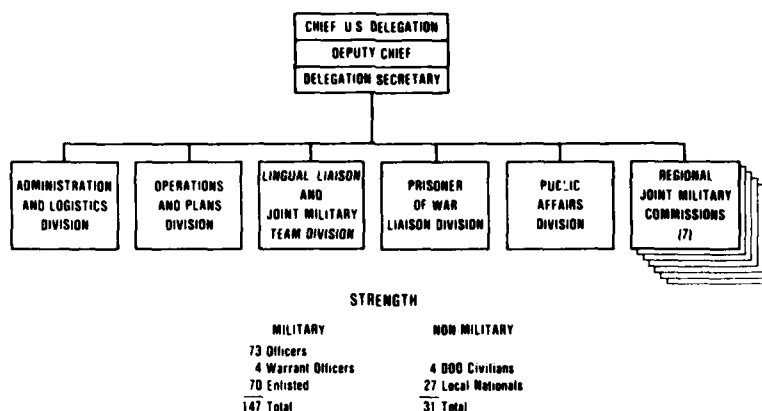 CHIEF U S DELEGATION
DEPUTY CHIEF
DELEGATION SECRETARY
ADMINISTRATION
AND LOGISTICS
DIVISION
OPERATIONS
AND PLANS
DIVISION
LINGUAL LIAISON
AND
JOINT MILITARY
TEAM DIVISION
PRISONER
OF WAR
LIAISON DIVISION
PUBLIC
AFFAIRS
DIVISION
REGIONAL
JOINT MILITARY
COMMISSIONS
(7)
STRENGTH
MILITARY
73 Officers
4 Warrant Officers
70 Enlisted
147 Total
NON MILITARY
4 DOD Civilians
27 Local Nationals
31 Total